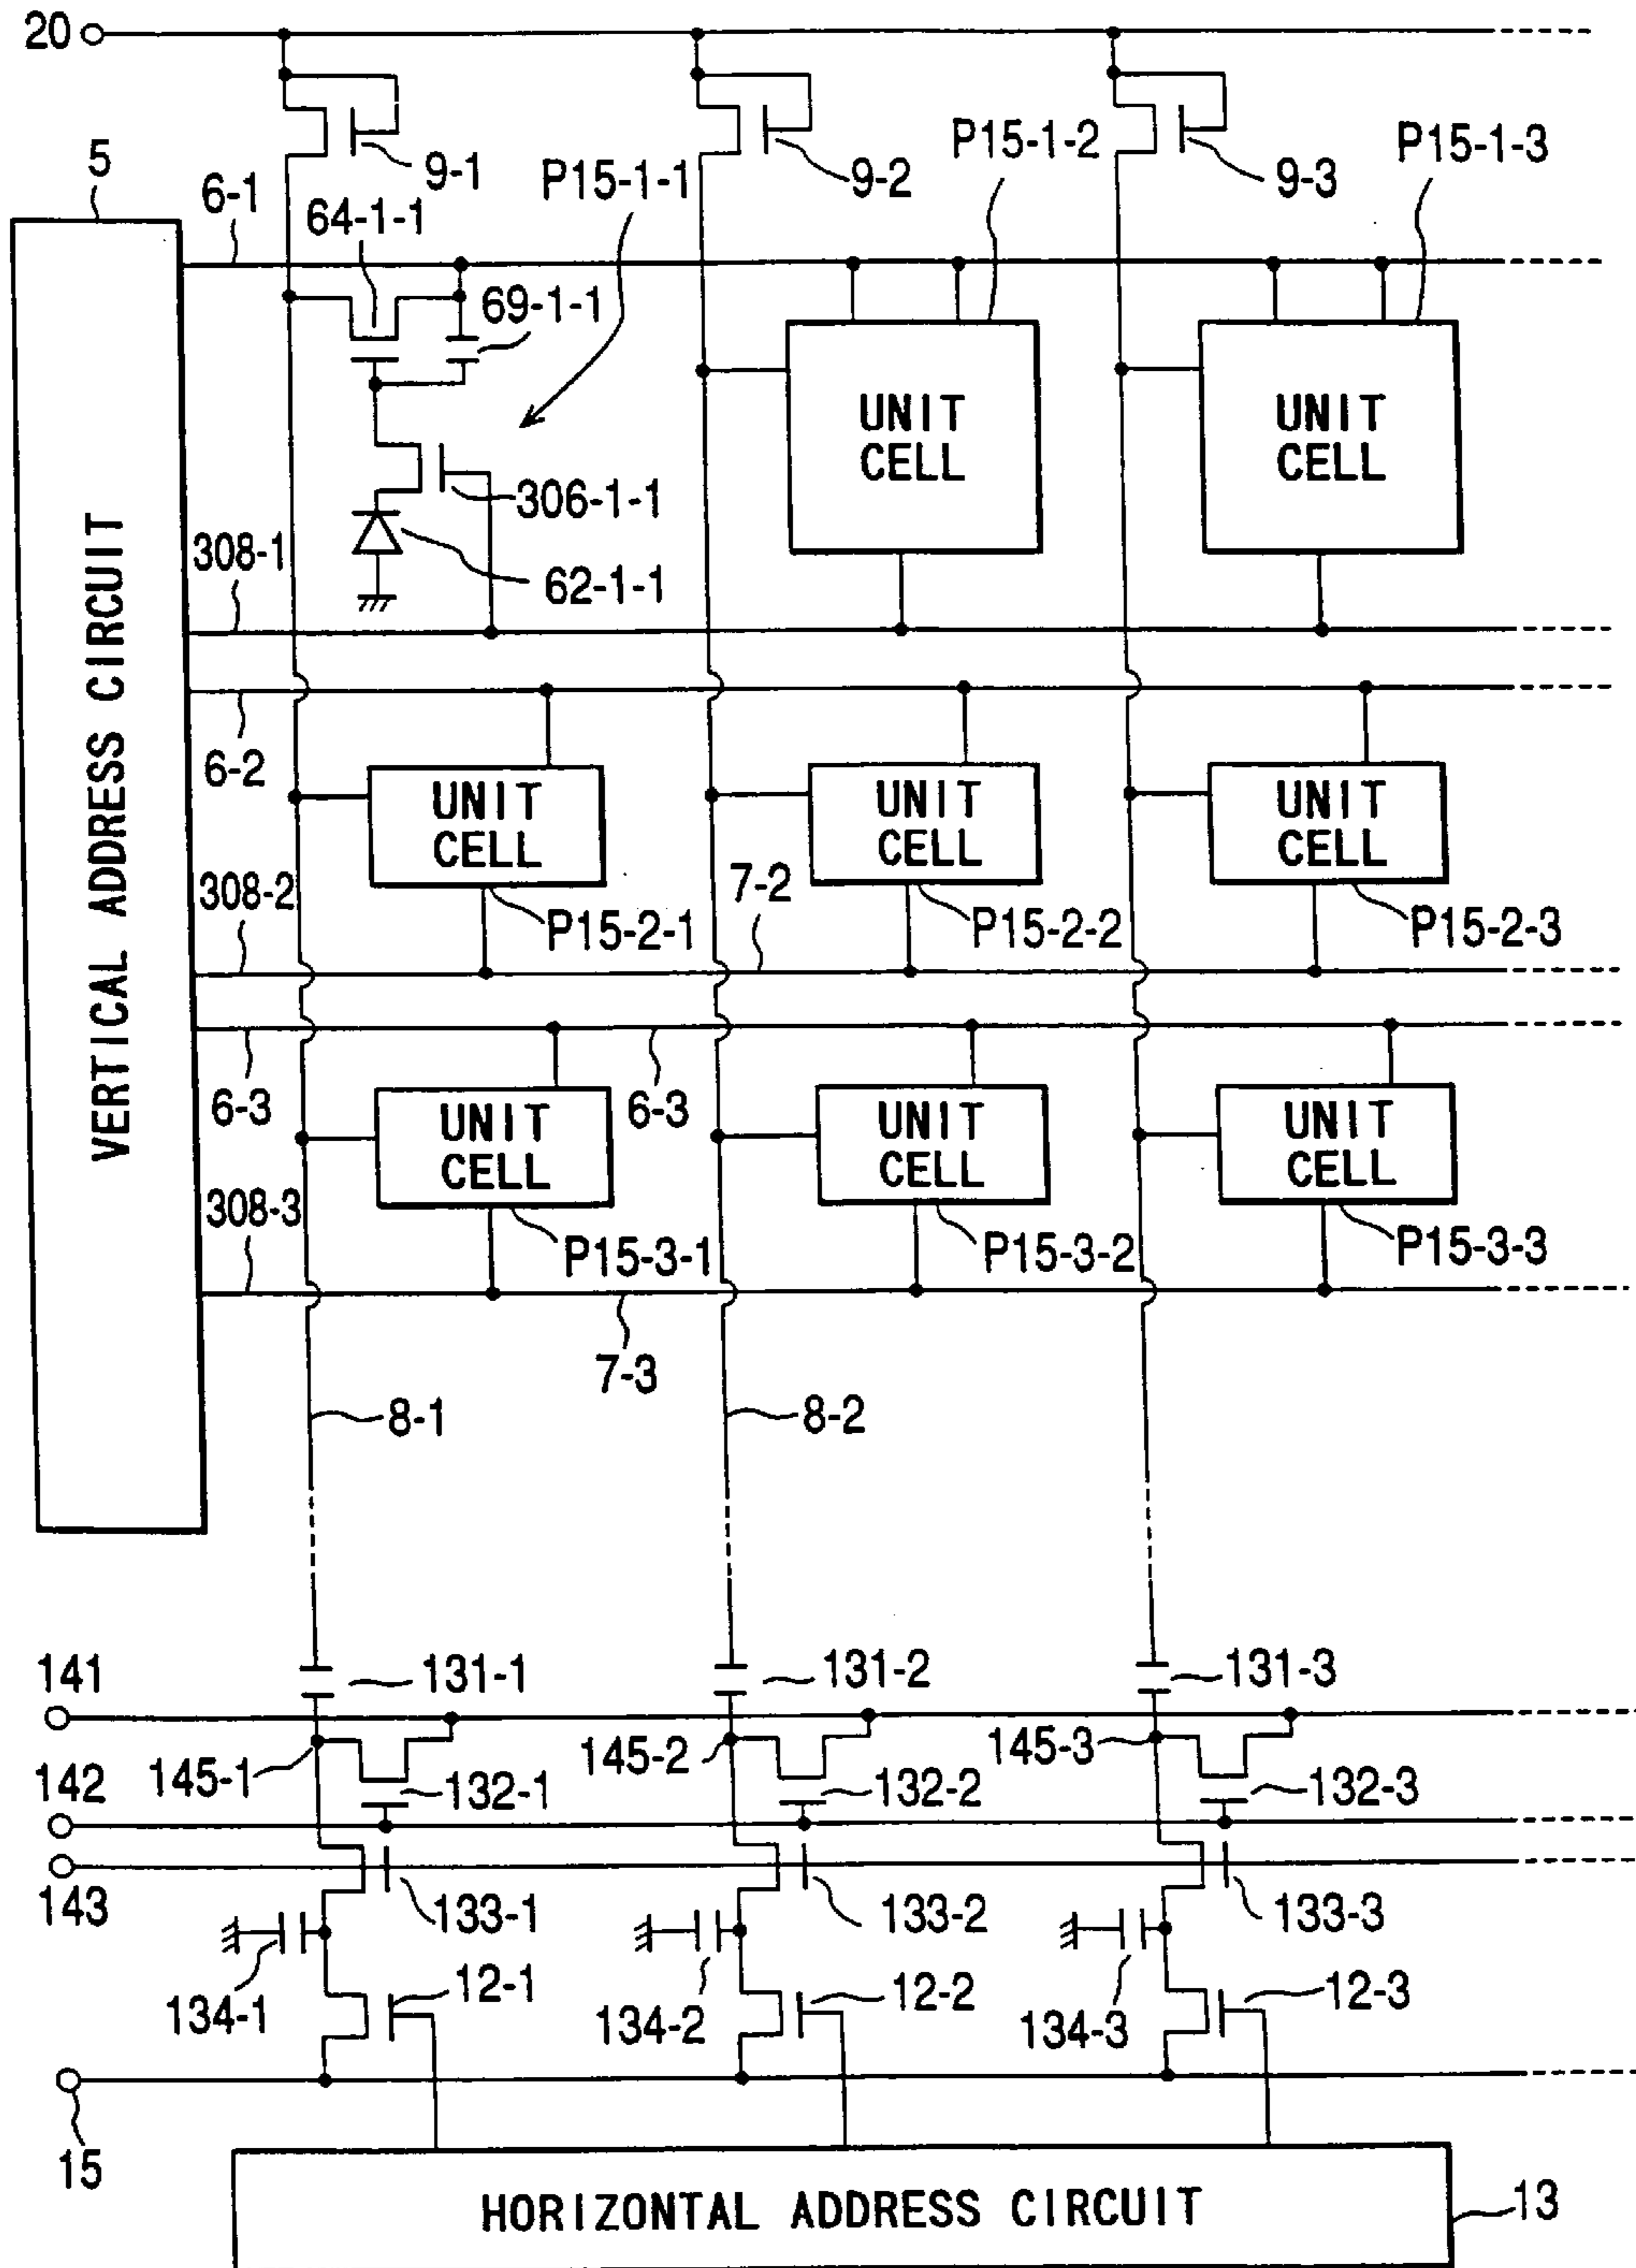 20
5
6-1
9-1
64-1-1
P15-1-1
9-2
P15-1-2
9-3
P15-1-3
69-1-1
UNIT
CELL
UNIT
CELL
306-1-1
308-1
62-1-1
VERTICAL ADDRESS CIRCUIT
6-2
UNIT
CELL
UNIT
CELL
UNIT
CELL
308-2
7-2
P15-2-1
P15-2-2
P15-2-3
6-3
6-3
UNIT
CELL
UNIT
CELL
UNIT
CELL
308-3
P15-3-1
P15-3-2
P15-3-3
7-3
8-1
8-2
141
131-1
131-2
131-3
145-1
145-2
145-3
142
132-1
132-2
132-3
143
133-1
133-2
133-3
134-1
12-1
134-2
12-2
134-3
12-3
15
HORIZONTAL ADDRESS CIRCUIT
13